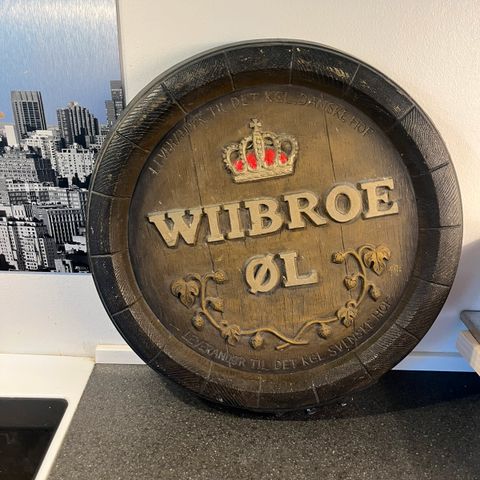 LEVERANDØR TIL DET KGL. DANSKE HOF
WIIBROE
ØL
LEVERANDØR TIL DET KGL. SVENSKE HOF